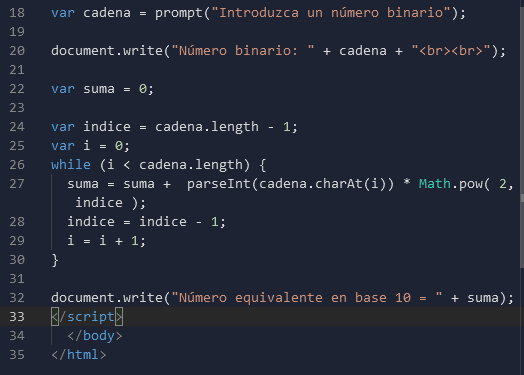 18 var cadena = prompt("Introduzca un número binario");
19
20 document.write("Número binario: " + cadena + "<br><br>");
21
22 var suma = 0;
23
24 var indice = cadena.length - 1;
25 var i = 0;
26 while (i < cadena.length) {
27 suma = suma +  parseInt(cadena.charAt(i)) * Math.pow( 2,
indice );
28 indice = indice - 1;
29 i = i + 1;
30 }
31
32 document.write("Número equivalente en base 10 = " + suma);
33 </script>
34 </body>
35 </html>